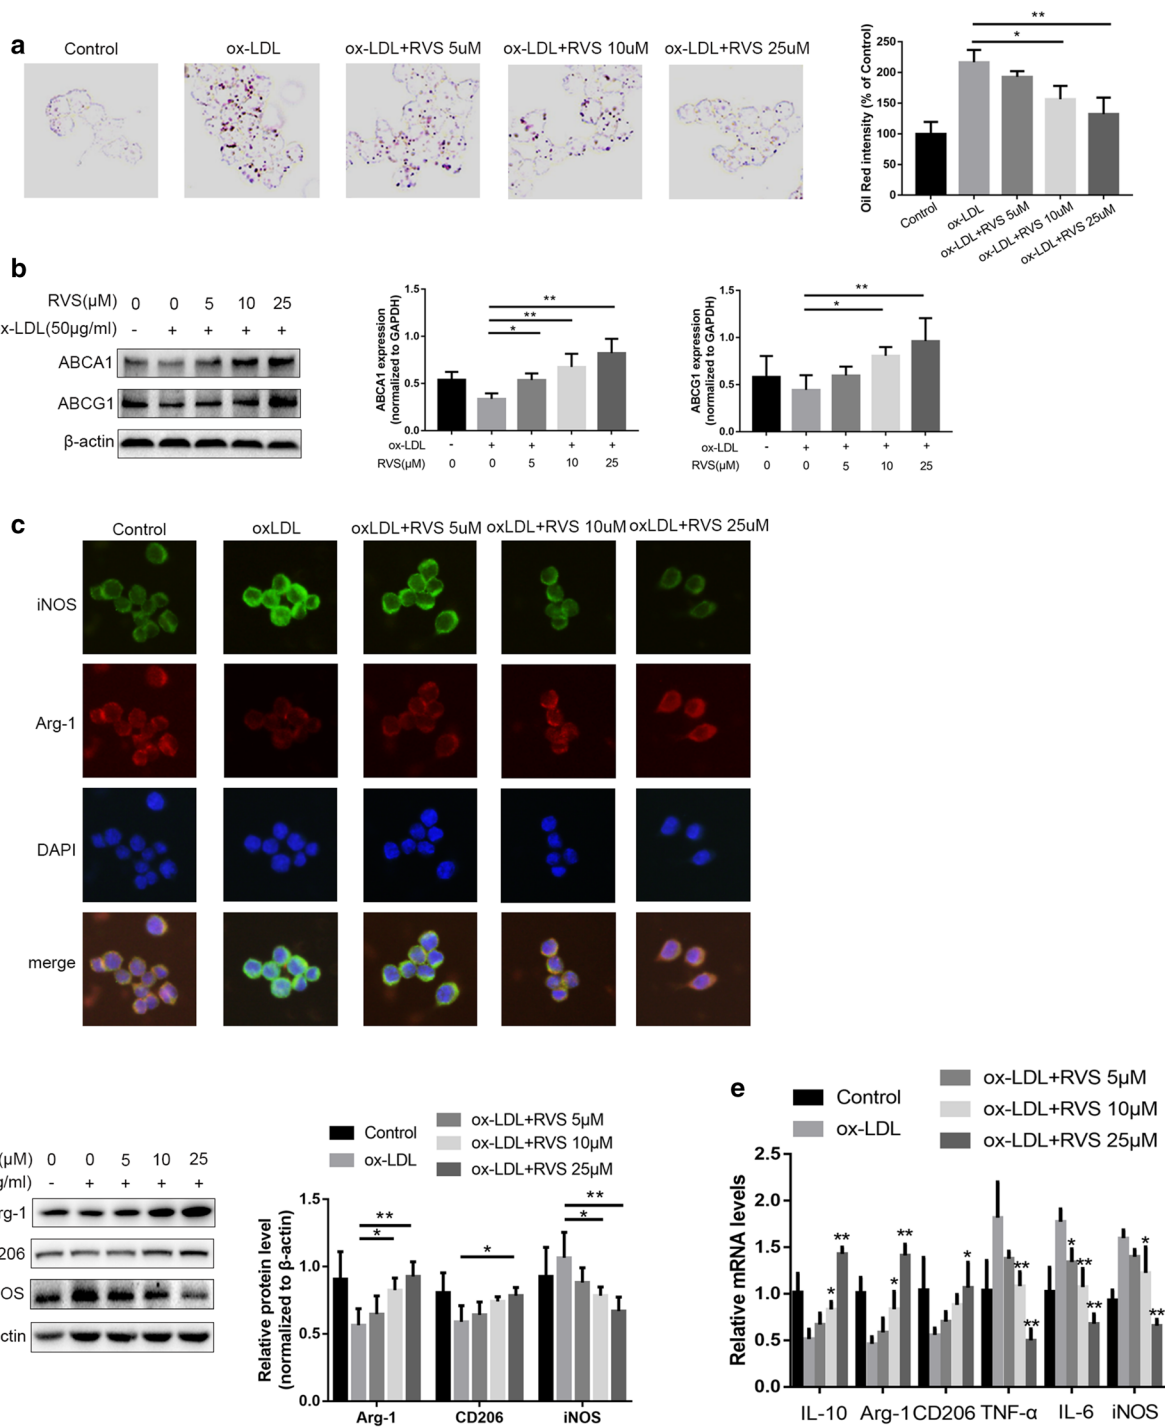 a
Control
ox-LDL
ox-LDL+RVS 5uM
ox-LDL+RVS 10uM
ox-LDL+RVS 25uM
Oil Red intensity (% of Control)
250
200
150
100
50
0
**
*
Control
ox-LDL
ox-LDL+RVS 5uM
ox-LDL+RVS 10uM
ox-LDL+RVS 25uM
b
RVS(μM) 0 0 5 10 25
x-LDL(50μg/ml) - + + + +
ABCA1
ABCG1
β-actin
ABCA1 expression
(normalized to GAPDH)
1.5
1.0
0.5
0.0
**
**
*
ox-LDL - + + + +
RVS(μM) 0 0 5 10 25
ABCG1 expression
(normalized to GAPDH)
1.5
1.0
0.5
0.0
**
*
ox-LDL - + + + +
RVS(μM) 0 0 5 10 25
c
Control
oxLDL
oxLDL+RVS 5uM
oxLDL+RVS 10uM
oxLDL+RVS 25uM
iNOS
Arg-1
DAPI
merge
(μM) 0 0 5 10 25
g/ml) - + + + +
rg-1
206
OS
ctin
Control
ox-LDL
ox-LDL+RVS 5μM
ox-LDL+RVS 10μM
ox-LDL+RVS 25μM
Relative protein level
(normalized to β-actin)
1.5
1.0
0.5
0.0
**
*
*
**
*
Arg-1 CD206 iNOS
e
Control
ox-LDL
ox-LDL+RVS 5μM
ox-LDL+RVS 10μM
ox-LDL+RVS 25μM
Relative mRNA levels
2.5
2.0
1.5
1.0
0.5
0.0
* **
* **
*
** **
* ** **
* **
IL-10 Arg-1 CD206 TNF-α IL-6 iNOS